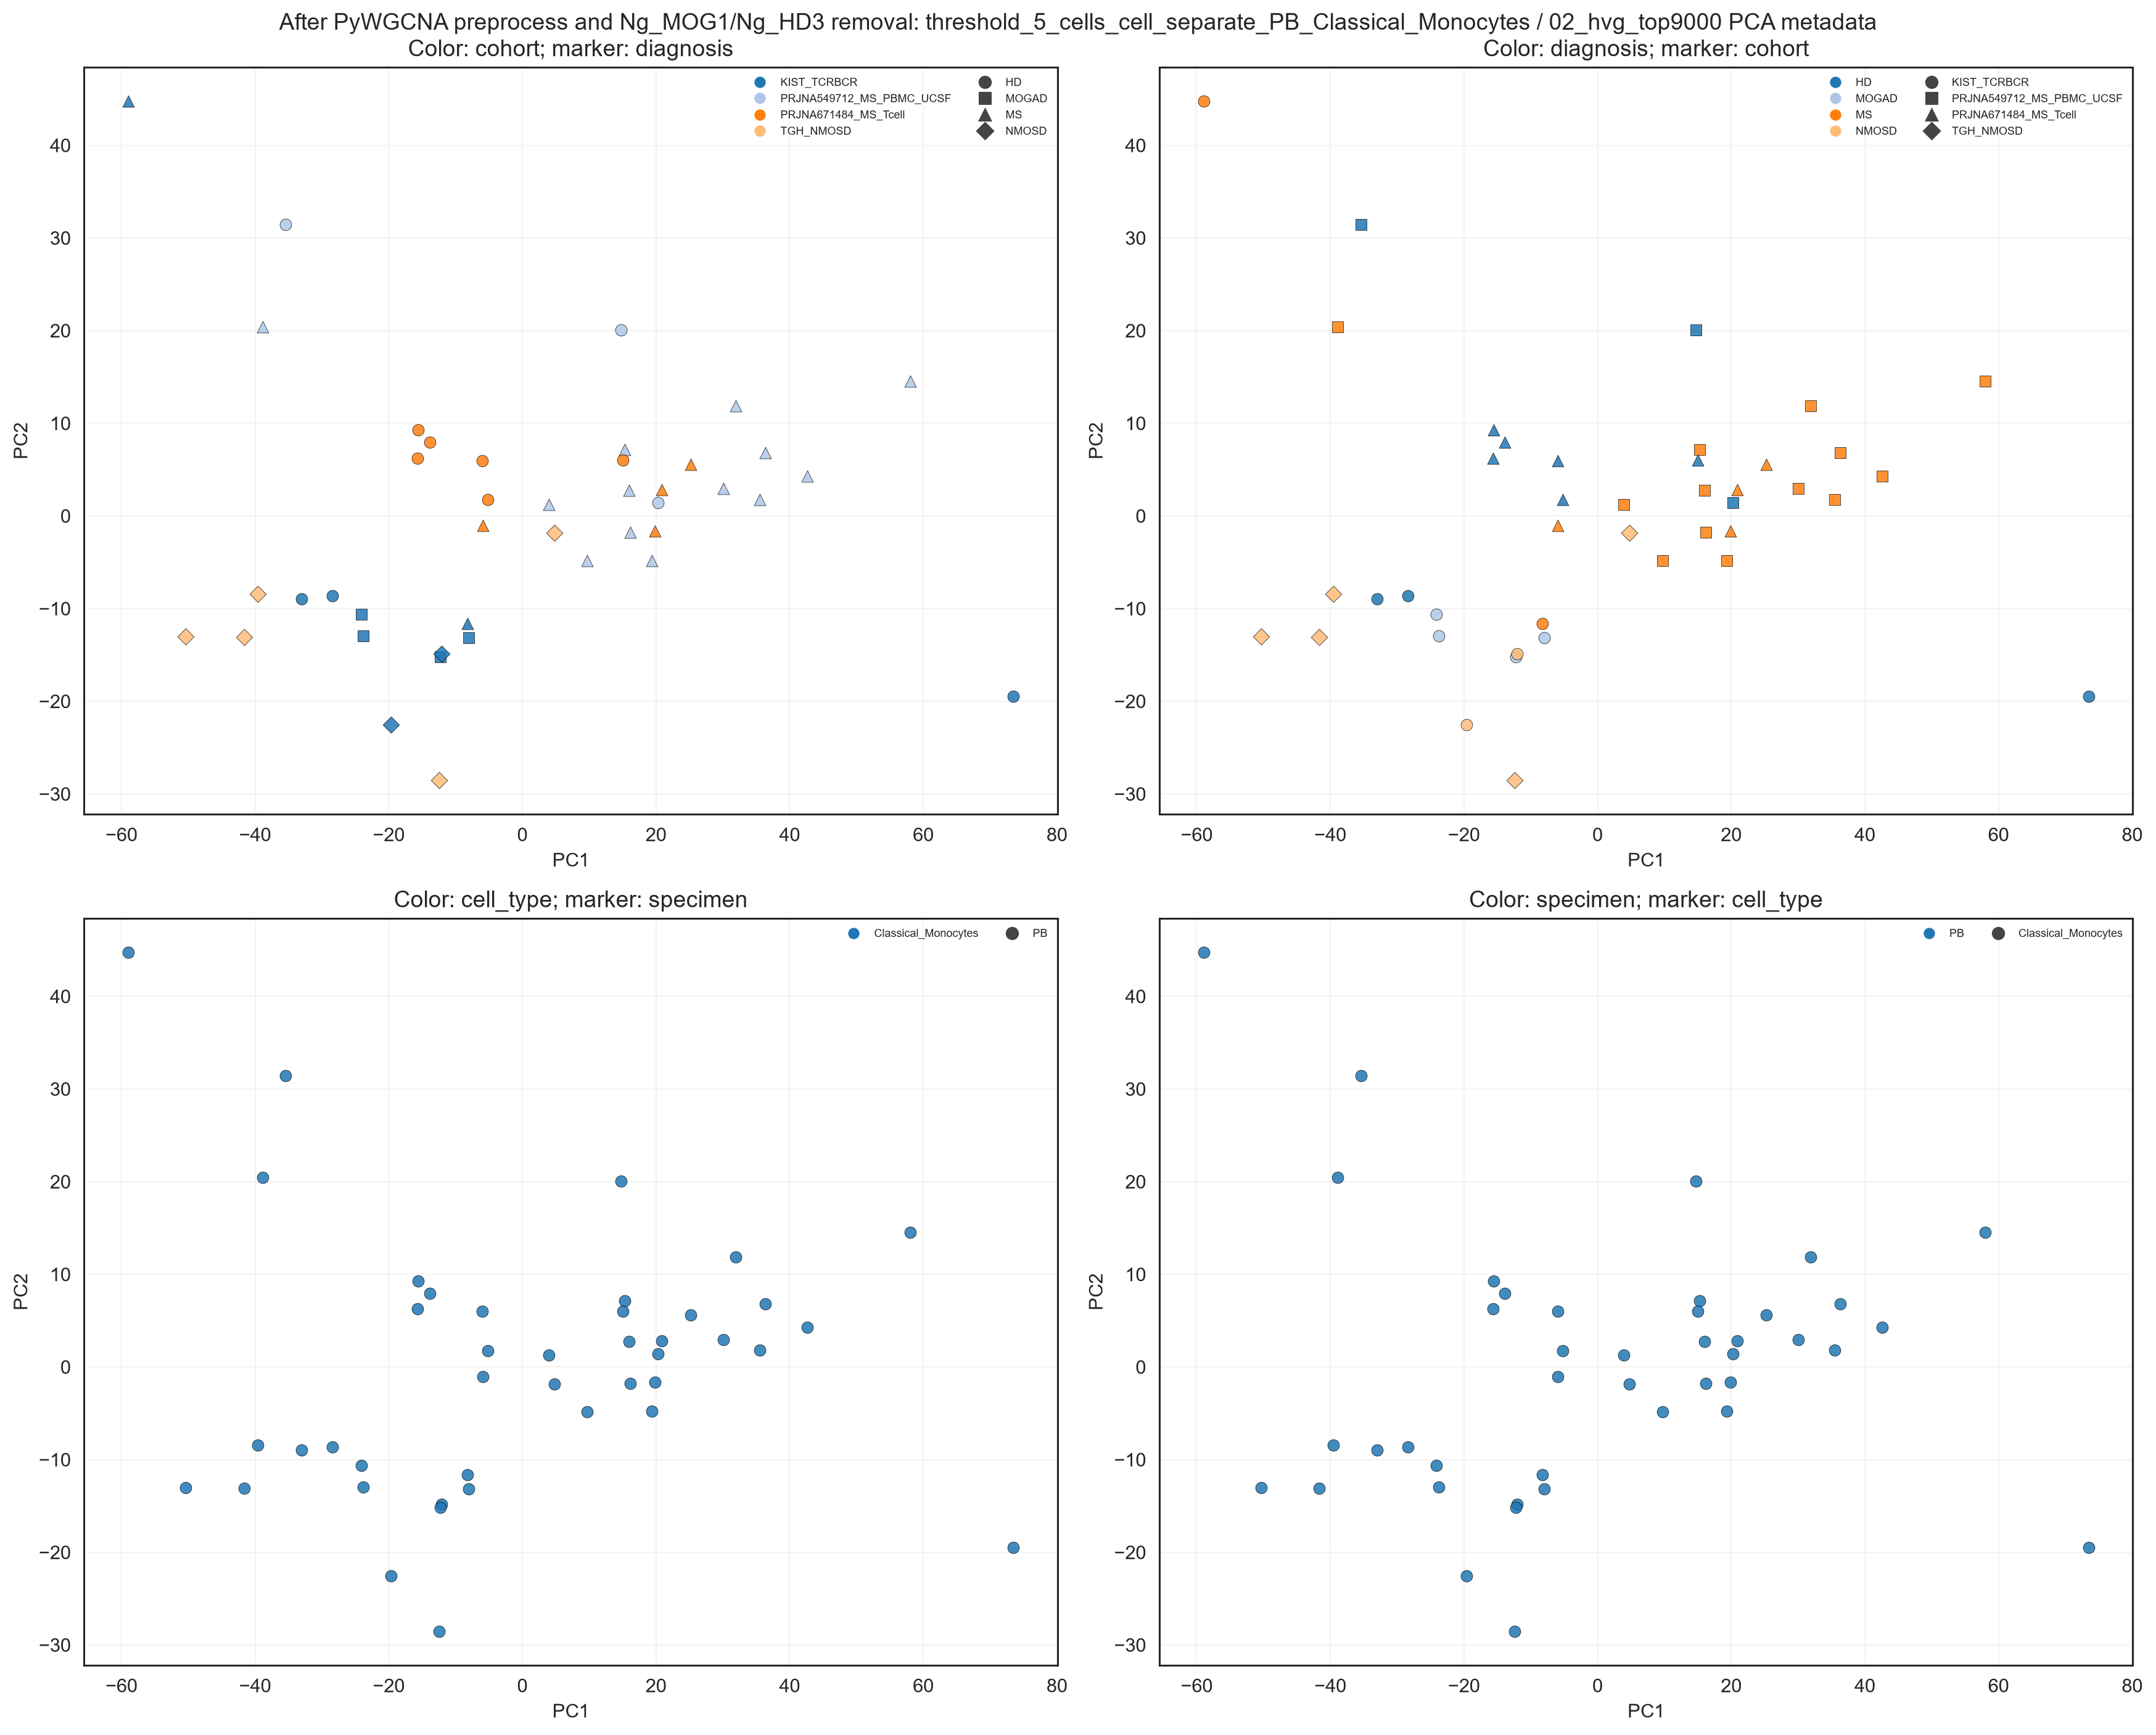 After PyWGCNA preprocess and Ng_MOG1/Ng_HD3 removal: threshold_5_cells_cell_separate_PB_Classical_Monocytes / 02_hvg_top9000 PCA metadata
Color: cohort; marker: diagnosis
KIST_TCRBCR
PRJNA549712_MS_PBMC_UCSF
PRJNA671484_MS_Tcell
TGH_NMOSD
HD
MOGAD
MS
NMOSD
PC2
40
30
20
10
0
−10
−20
−30
−60
−40
−20
0
20
40
60
80
PC1
Color: diagnosis; marker: cohort
HD
MOGAD
MS
NMOSD
KIST_TCRBCR
PRJNA549712_MS_PBMC_UCSF
PRJNA671484_MS_Tcell
TGH_NMOSD
PC2
40
30
20
10
0
−10
−20
−30
−60
−40
−20
0
20
40
60
80
PC1
Color: cell_type; marker: specimen
Classical_Monocytes
PB
PC2
40
30
20
10
0
−10
−20
−30
−60
−40
−20
0
20
40
60
80
PC1
Color: specimen; marker: cell_type
PB
Classical_Monocytes
PC2
40
30
20
10
0
−10
−20
−30
−60
−40
−20
0
20
40
60
80
PC1